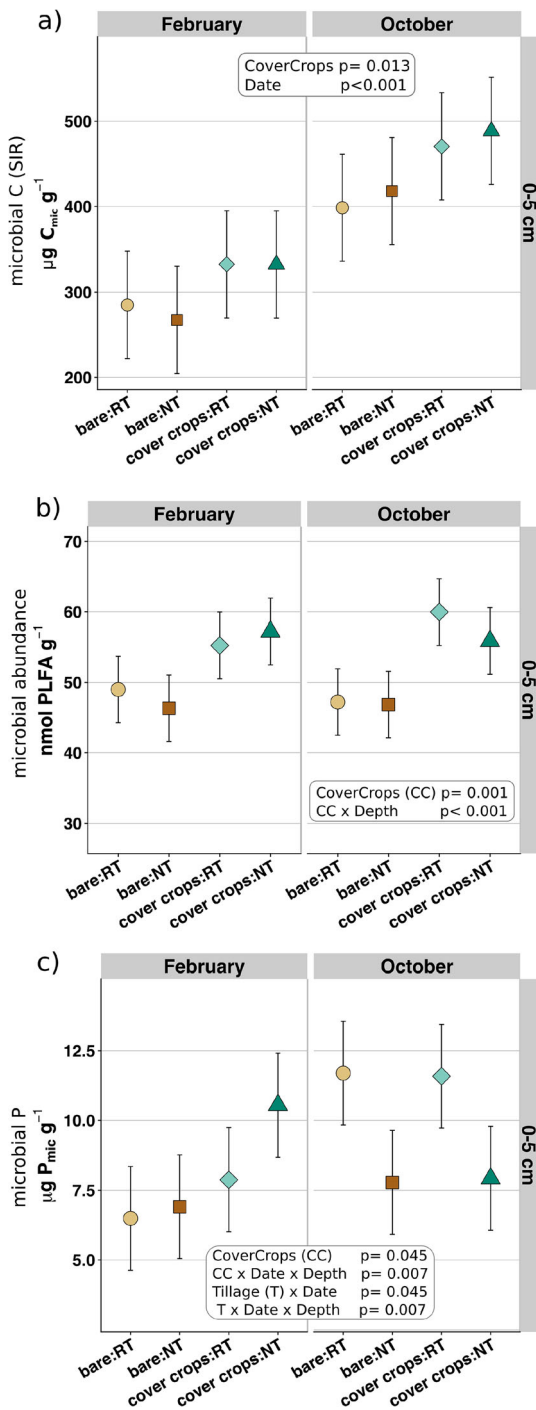 a)
February October
CoverCrops p= 0.013
Date p<0.001
microbial C (SIR)
µg Cmic g−1
500
400
300
200
0-5 cm
bare:RT
bare:NT
cover crops:RT
cover crops:NT
bare:RT
bare:NT
cover crops:RT
cover crops:NT
b)
February October
microbial abundance
nmol PLFA g−1
70
60
50
40
30
0-5 cm
CoverCrops (CC) p= 0.001
CC x Depth p< 0.001
bare:RT
bare:NT
cover crops:RT
cover crops:NT
bare:RT
bare:NT
cover crops:RT
cover crops:NT
c)
February October
microbial P
µg Pmic g−1
12.5
10.0
7.5
5.0
0-5 cm
CoverCrops (CC) p= 0.045
CC x Date x Depth p= 0.007
Tillage (T) x Date p= 0.045
T x Date x Depth p= 0.007
bare:RT
bare:NT
cover crops:RT
cover crops:NT
bare:RT
bare:NT
cover crops:RT
cover crops:NT